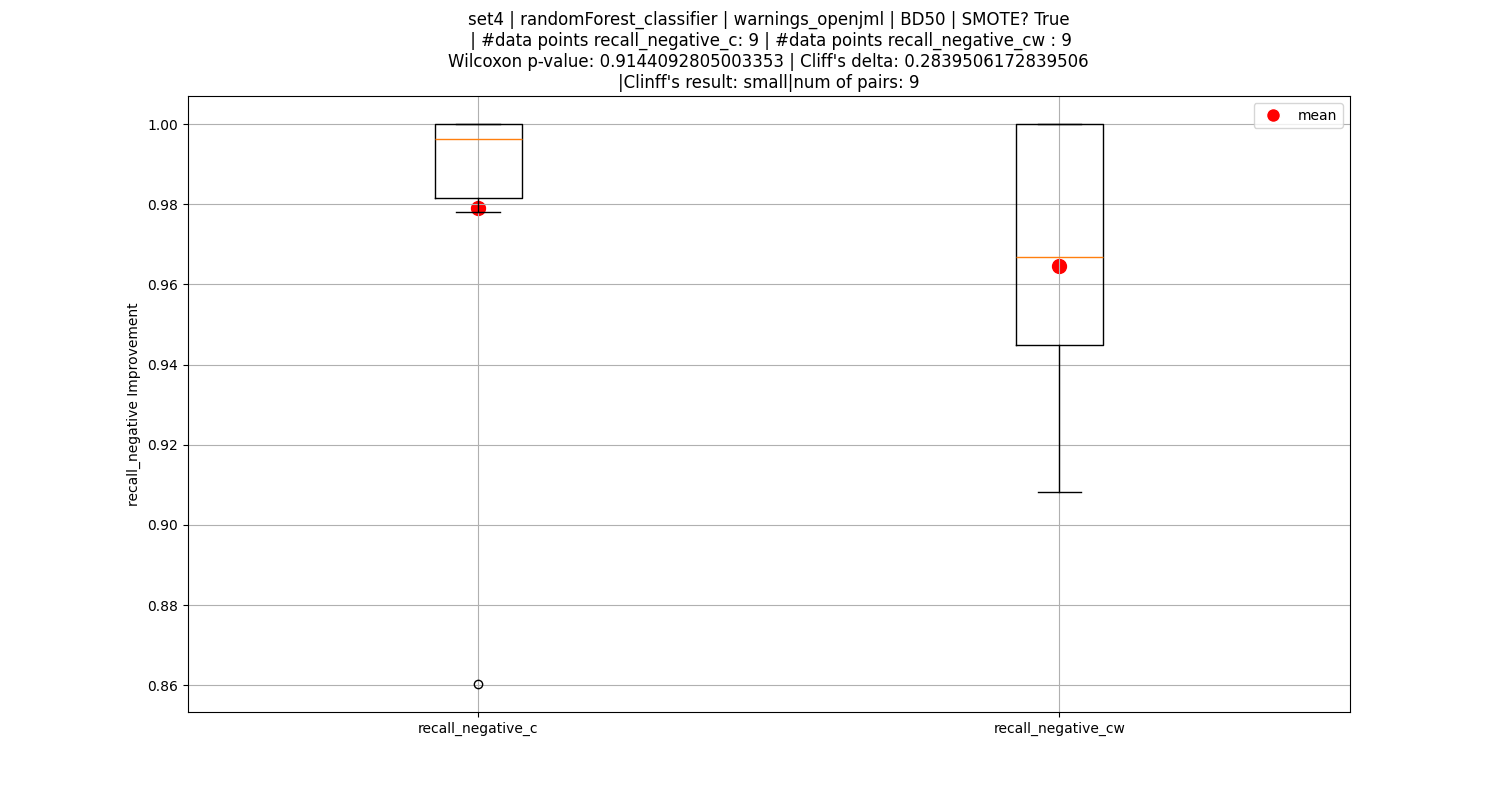 set4 | randomForest_classifier | warnings_openjml | BD50 | SMOTE? True
| #data points recall_negative_c: 9 | #data points recall_negative_cw : 9
Wilcoxon p-value: 0.9144092805003353 | Cliff's delta: 0.2839506172839506
|Clinff's result: small|num of pairs: 9
mean
1.00
0.98
0.96
0.94
0.92
0.90
0.88
0.86
recall_negative Improvement
recall_negative_c
recall_negative_cw